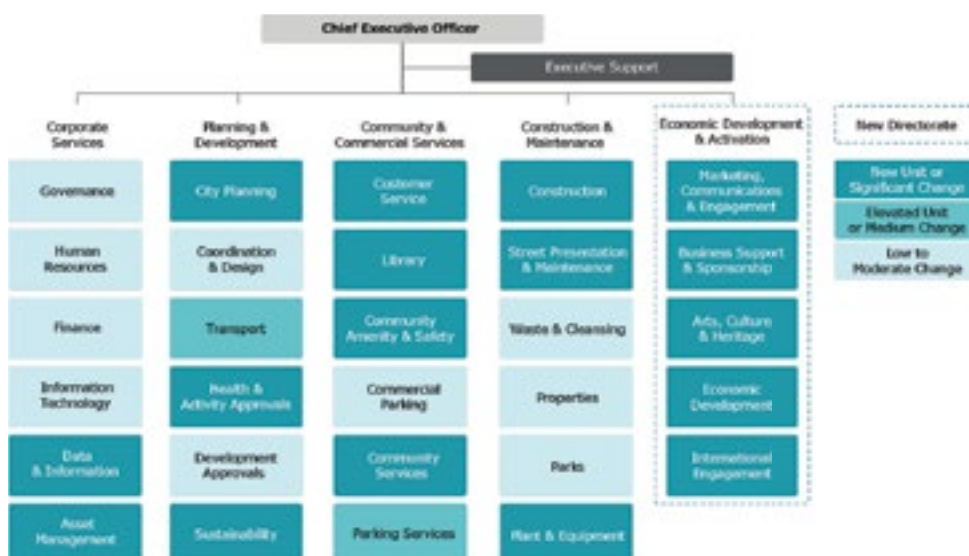 Chief Executive Officer
Executive Support
Corporate
Services
Planning &
Development
Community &
Commercial Services
Construction &
Maintenance
Economic Development
& Activation
New Directorate
Governance
City Planning
Customer
Service
Construction
Marketing,
Communications
& Engagement
New Unit or
Significant Change
Elevated Unit
or Medium Change
Low to
Moderate Change
Human
Resources
Coordination
& Design
Library
Street Presentation
& Maintenance
Business Support
& Sponsorship
Finance
Transport
Community
Amenity & Safety
Waste & Cleansing
Arts, Culture
& Heritage
Information
Technology
Health &
Activity Approvals
Commercial
Parking
Properties
Economic
Development
Data
& Information
Development
Approvals
Community
Services
Parks
International
Engagement
Asset
Management
Sustainability
Parking Services
Plant & Equipment